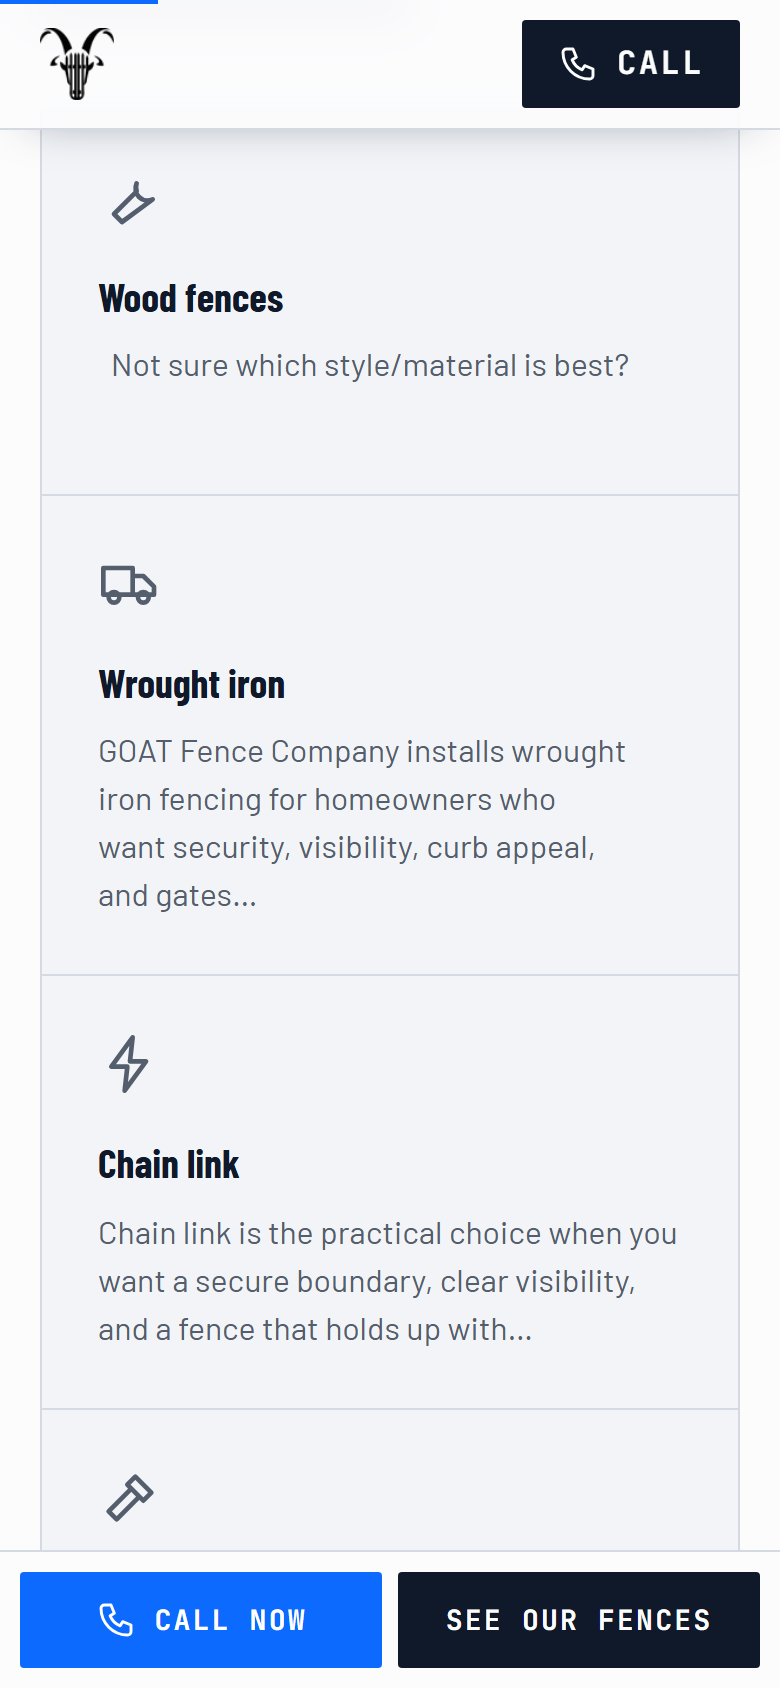 CALL
Wood fences
Not sure which style/material is best?
Wrought iron
GOAT Fence Company installs wrought
iron fencing for homeowners who
want security, visibility, curb appeal,
and gates...
Chain link
Chain link is the practical choice when you
want a secure boundary, clear visibility,
and a fence that holds up with...
CALL NOW
SEE OUR FENCES